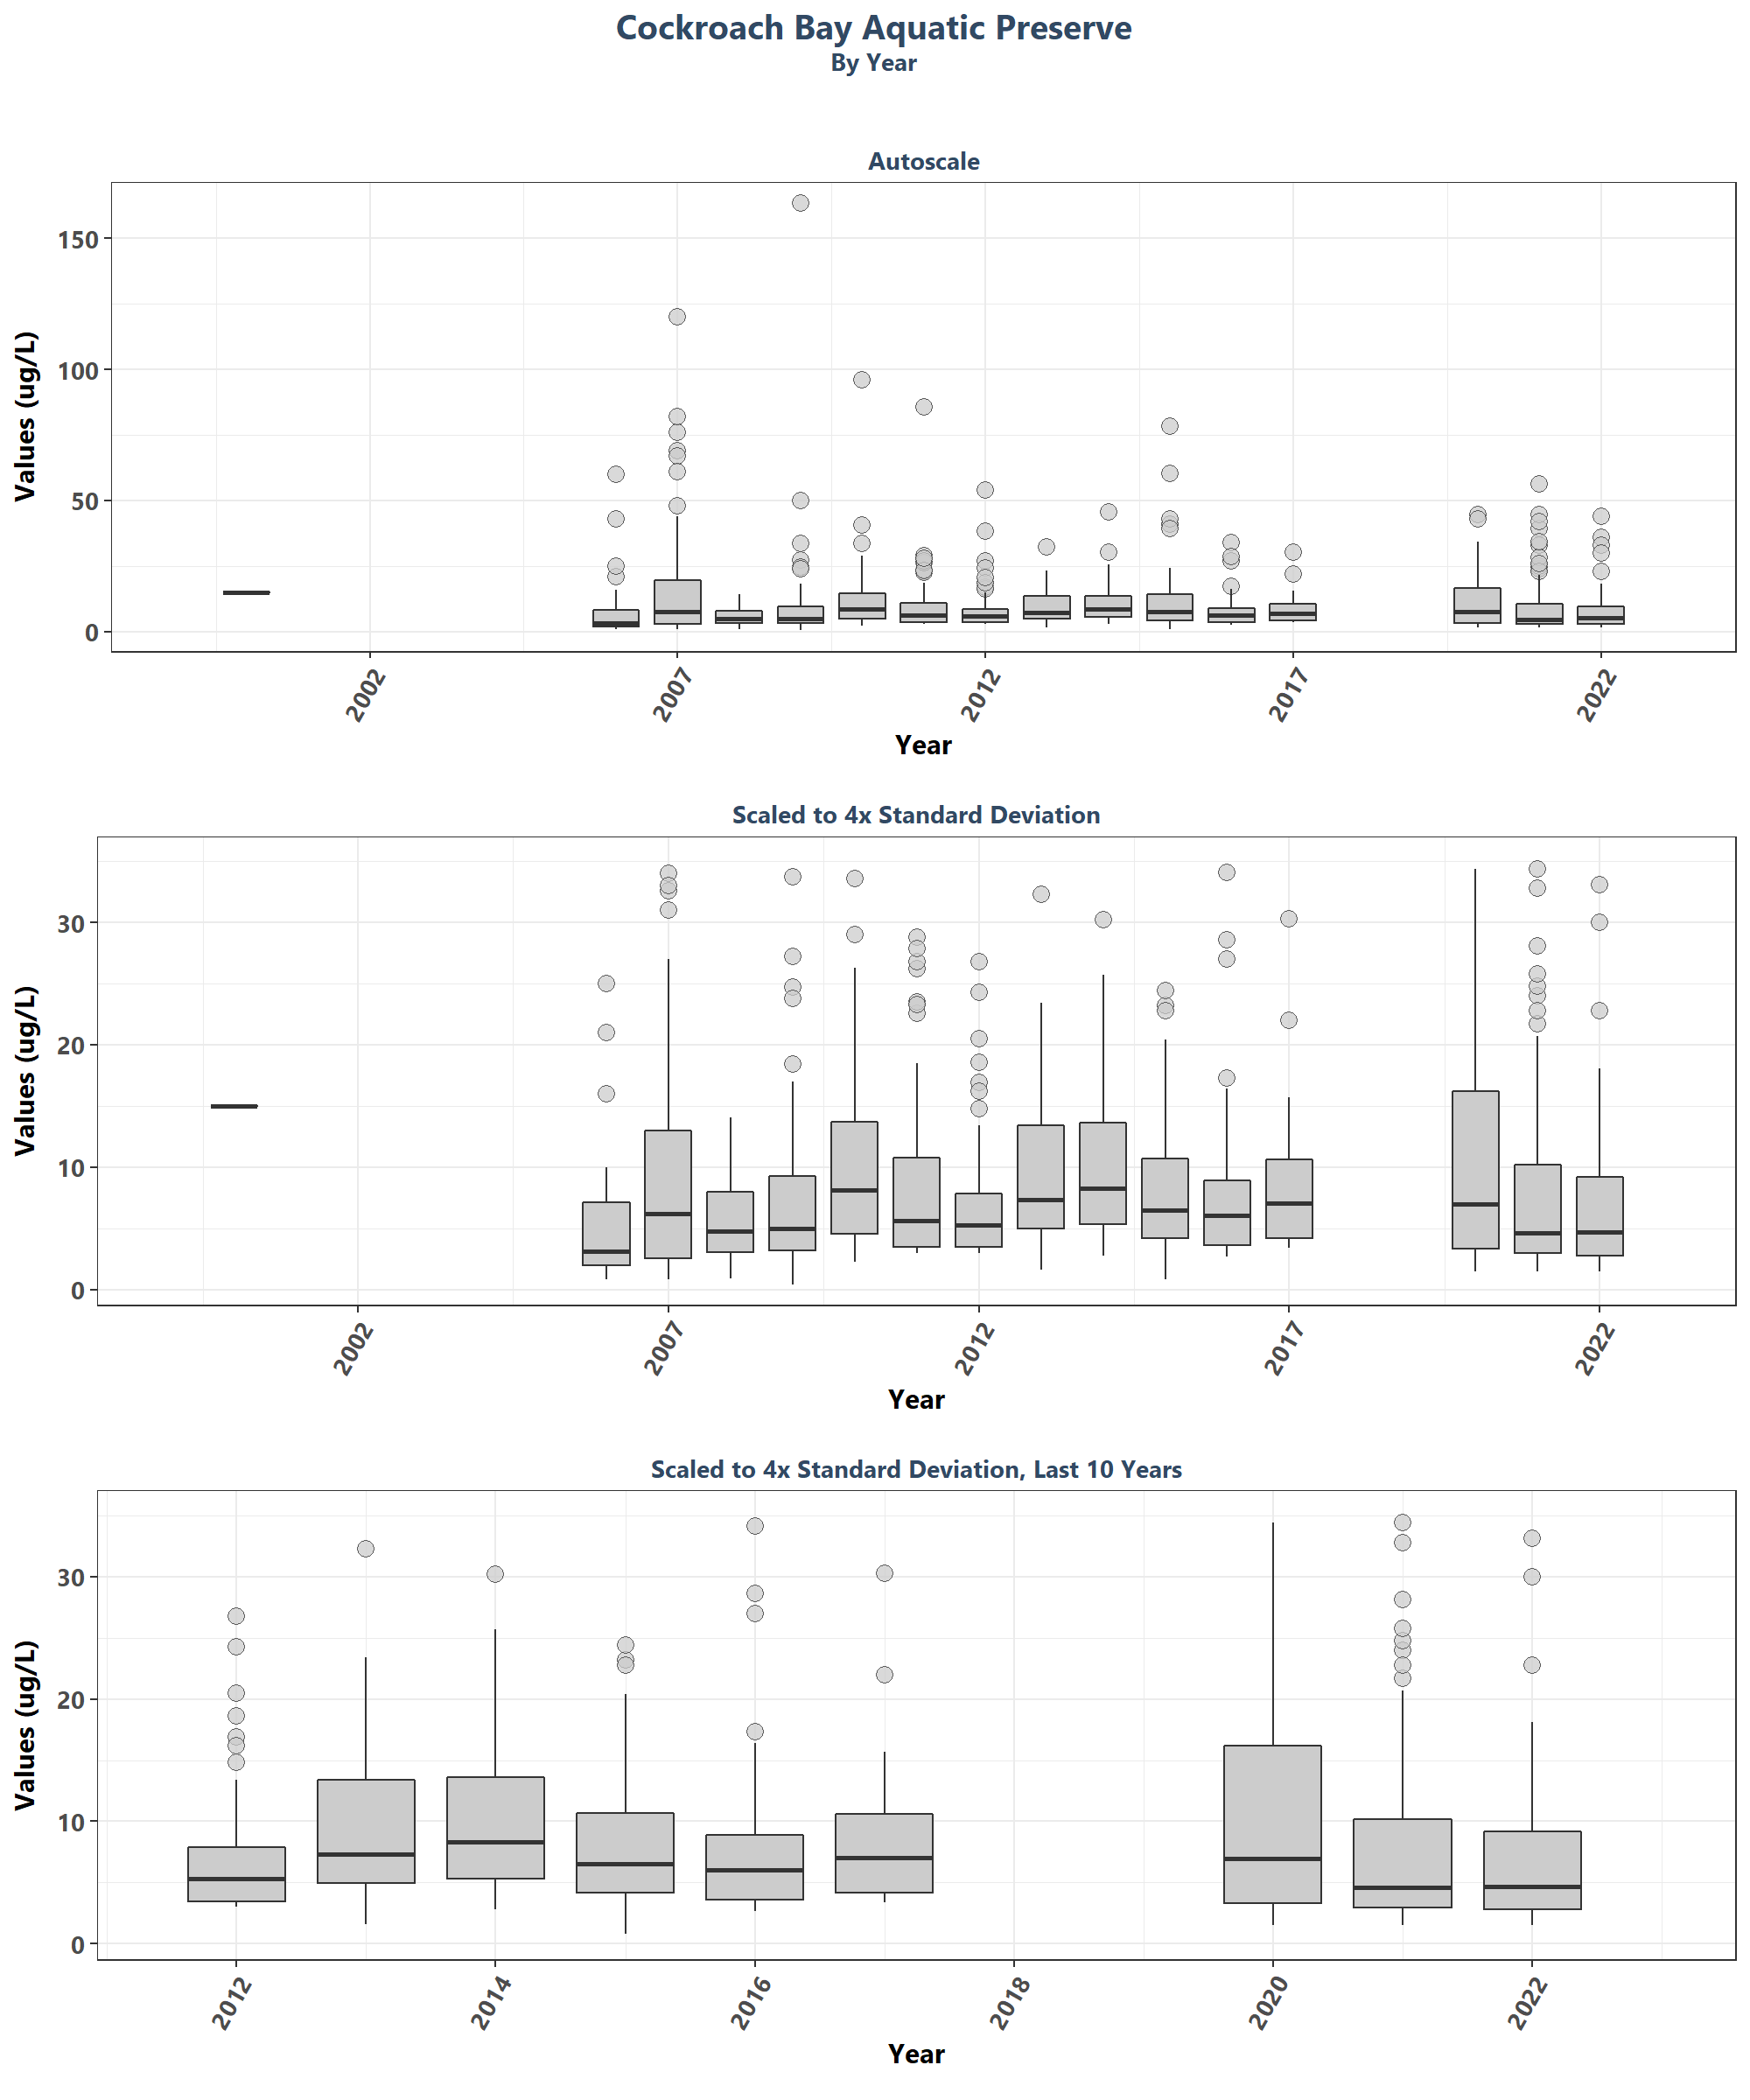 Cockroach Bay Aquatic Preserve
By Year
Autoscale
Values (ug/L)
150
100
50
0
2002 2007 2012 2017 2022
Year
Scaled to 4x Standard Deviation
Values (ug/L)
30
20
10
0
2002 2007 2012 2017 2022
Year
Scaled to 4x Standard Deviation, Last 10 Years
Values (ug/L)
30
20
10
0
2012 2014 2016 2018 2020 2022
Year